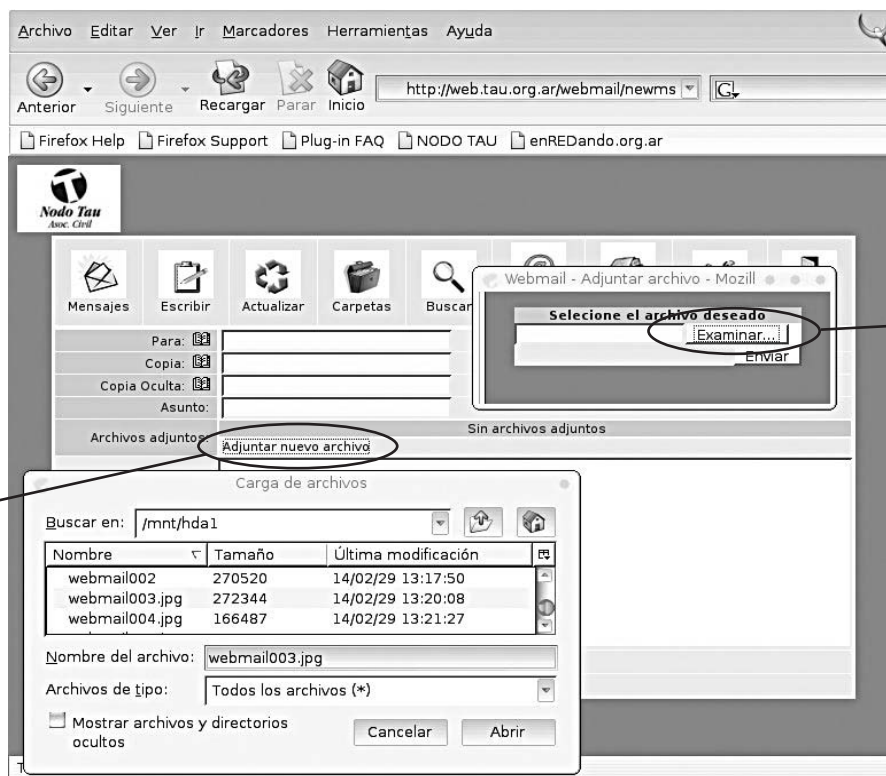 Archivo Editar Ver Ir Marcadores Herramientas Ayuda
Anterior Siguiente Recargar Parar Inicio http://web.tau.org.ar/webmail/newms G
Firefox Help Firefox Support Plug-in FAQ NODO TAU enREDando.org.ar
Nodo Tau
Asoc. Civil
Mensajes Escribir Actualizar Carpetas Buscar
Webmail - Adjuntar archivo - Mozill
Selecione el archivo deseado
Examinar...
Enviar
Para:
Copia:
Copia Oculta:
Asunto:
Archivos adjuntos:
Sin archivos adjuntos
Adjuntar nuevo archivo
Carga de archivos
Buscar en: /mnt/hda1
Nombre Tamaño Última modificación
webmail002 270520 14/02/29 13:17:50
webmail003.jpg 272344 14/02/29 13:20:08
webmail004.jpg 166487 14/02/29 13:21:27
Nombre del archivo: webmail003.jpg
Archivos de tipo: Todos los archivos (*)
Mostrar archivos y directorios
ocultos
Cancelar Abrir